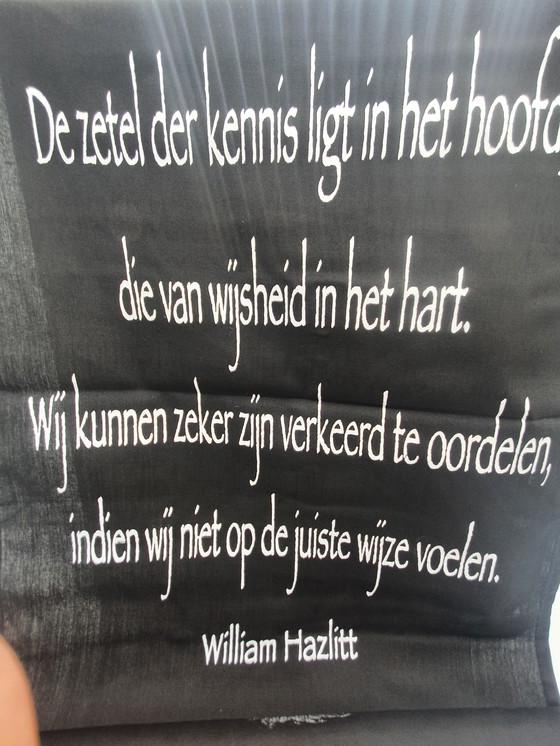 De zetel der kennis ligt in het hoofd
die van wijsheid in het hart.
Wij kunnen zeker zijn verkeerd te oordelen,
indien wij niet op de juiste wijze voelen.
William Hazlitt